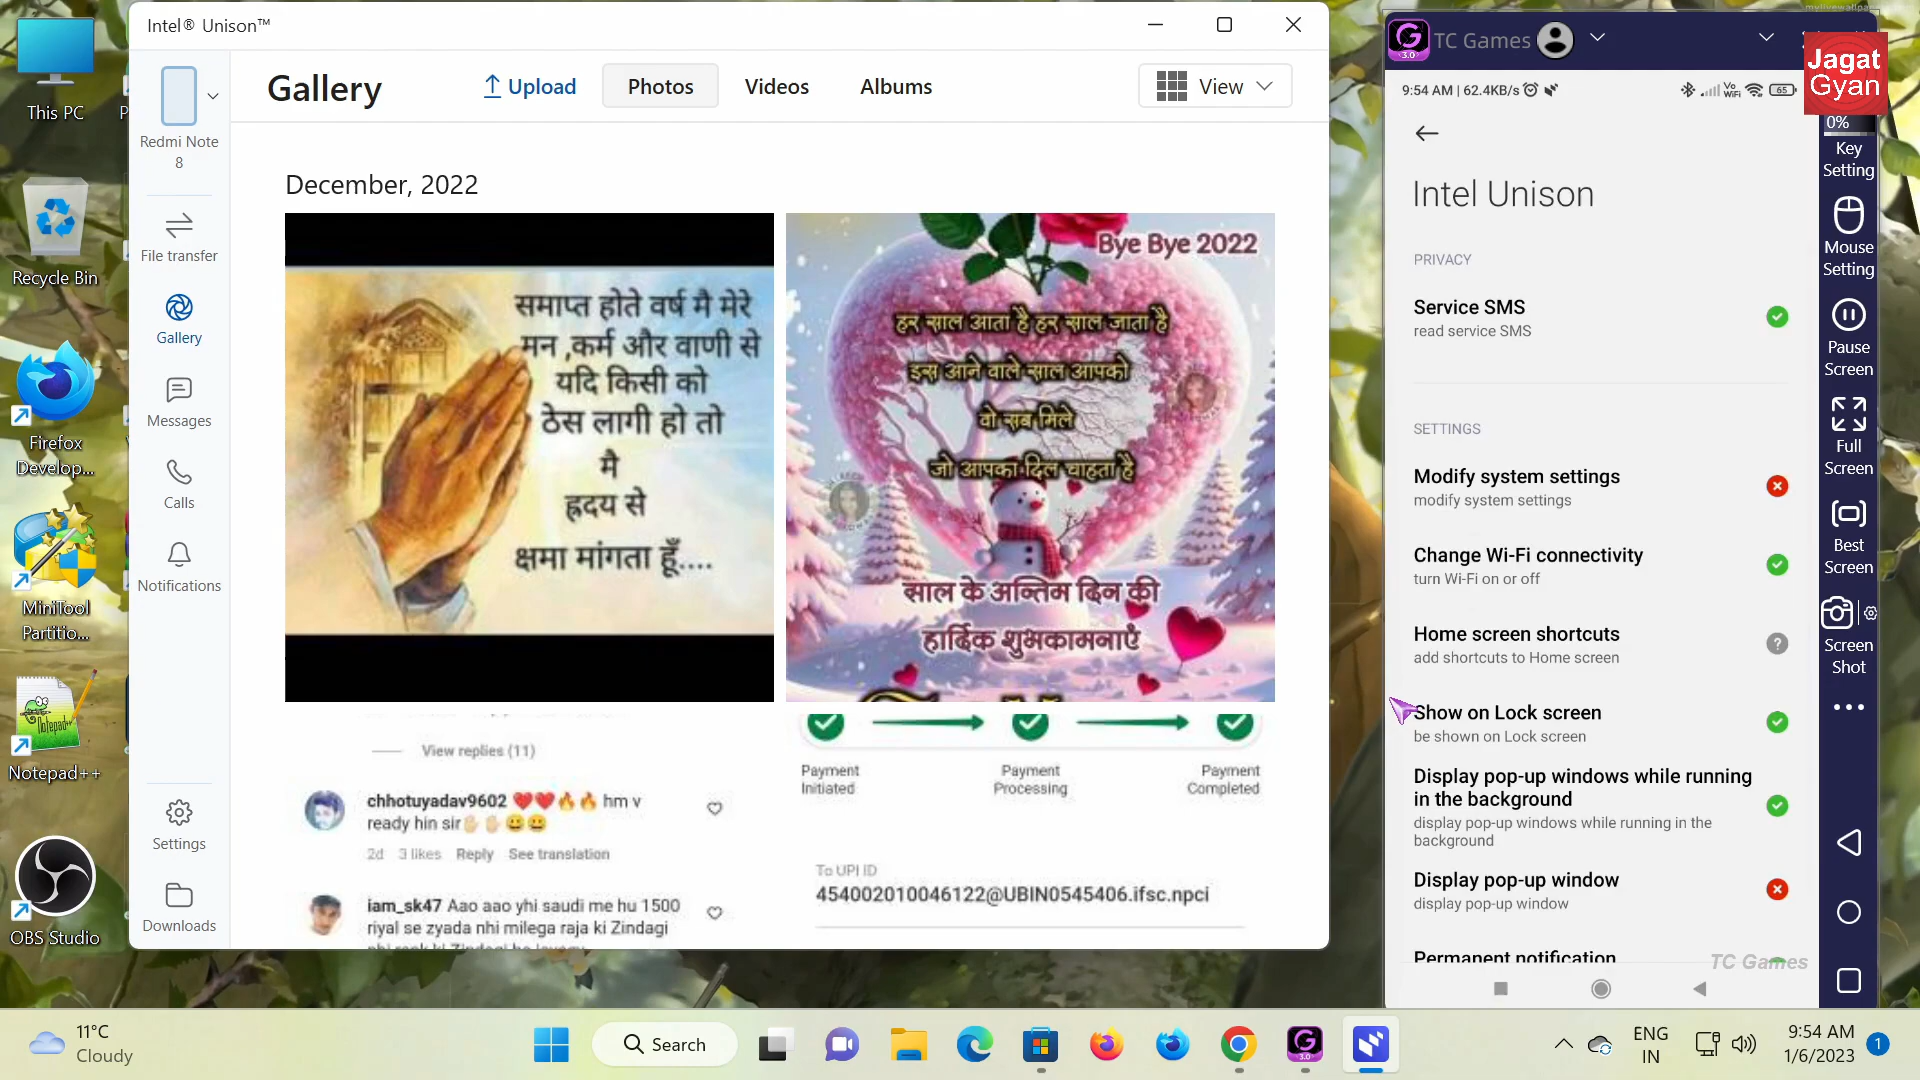 This PC
Recycle Bin
Firefox
Develop...
MiniTool
Partitio...
Notepad++
OBS Studio
Intel® Unison™
Redmi Note
8
File transfer
Gallery
Messages
Calls
Notifications
Settings
Downloads
Gallery
Upload
Photos
Videos
Albums
View
December, 2022
समाप्त होते वर्ष मै मेरे
मन ,कर्म और वाणी से
यदि किसी को
ठेस लागी हो तो
मै
ह्रदय से
क्षमा मांगता हूँ....
Bye Bye 2022
हर साल आता है हर साल जाता है
इस आने वाले साल आपको
वो सब मिले
जो आपका दिल चाहता है
साल के अन्तिम दिन की
हार्दिक शुभकामनाएँ
View replies (11)
chhotuyadav9602 ❤️❤️🔥🔥 hm v
ready hin sir✋✋😄😄
2d 3 likes Reply See translation
iam_sk47 Aao aao yhi saudi me hu 1500
riyal se zyada nhi milega raja ki Zindagi
Payment
Initiated
Payment
Processing
Payment
Completed
To UPI ID
454002010046122@UBIN0545406.ifsc.npci
TC Games
Jagat
Gyan
9:54 AM | 62.4KB/s
Vo
WiFi
65
Intel Unison
PRIVACY
Service SMS
read service SMS
SETTINGS
Modify system settings
modify system settings
Change Wi-Fi connectivity
turn Wi-Fi on or off
Home screen shortcuts
add shortcuts to Home screen
Show on Lock screen
be shown on Lock screen
Display pop-up windows while running
in the background
display pop-up windows while running in the
background
Display pop-up window
display pop-up window
Permanent notification
TC Games
0%
Key
Setting
Mouse
Setting
Pause
Screen
Full
Screen
Best
Screen
Screen
Shot
11°C
Cloudy
Search
ENG
IN
9:54 AM
1/6/2023
1